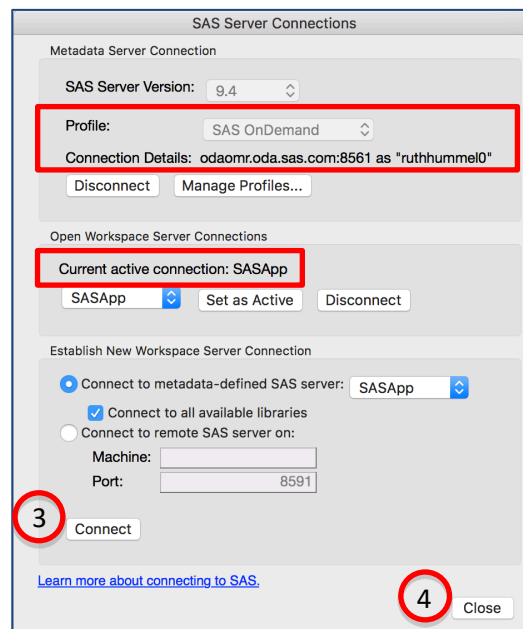 SAS Server Connections
Metadata Server Connection
SAS Server Version: 9.4
Profile: SAS OnDemand
Connection Details: odaomr.oda.sas.com:8561 as "ruthhummel0"
Disconnect Manage Profiles...
Open Workspace Server Connections
Current active connection: SASApp
SASApp Set as Active Disconnect
Establish New Workspace Server Connection
Connect to metadata-defined SAS server: SASApp
Connect to all available libraries
Connect to remote SAS server on:
Machine:
Port: 8591
3
Connect
Learn more about connecting to SAS.
4
Close